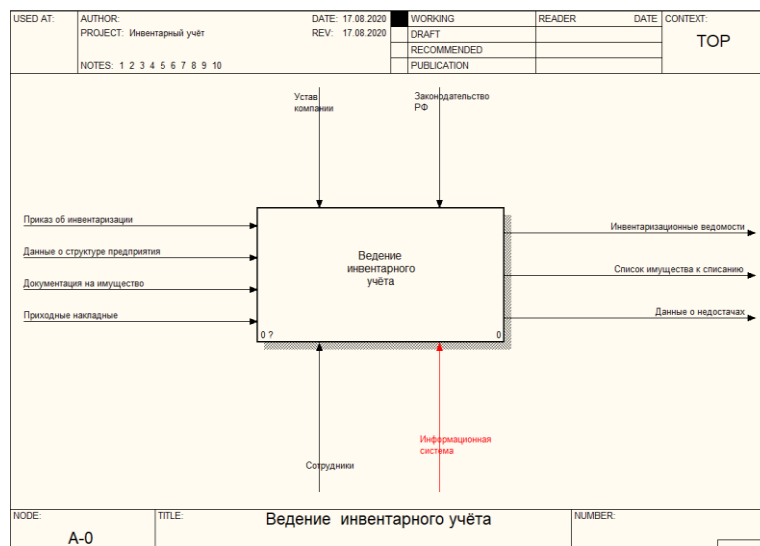 USED AT:
AUTHOR:
DATE: 17.08.2020
WORKING
READER
DATE
CONTEXT:
PROJECT: Инвентарный учёт
REV: 17.08.2020
DRAFT
TOP
RECOMMENDED
NOTES: 1 2 3 4 5 6 7 8 9 10
PUBLICATION
Устав
компании
Законодательство
РФ
Приказ об инвентаризации
Данные о структуре предприятия
Документация на имущество
Приходные накладные
Ведение
инвентарного
учёта
0 ?
0
Инвентаризационные ведомости
Список имущества к списанию
Данные о недостачах
Информационная
система
Сотрудники
NODE:
A-0
TITLE:
Ведение инвентарного учёта
NUMBER: